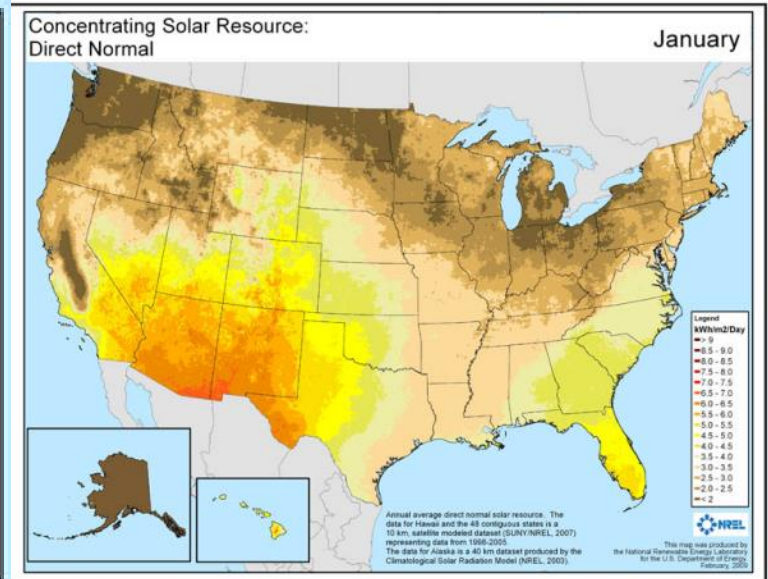 Concentrating Solar Resource:
Direct Normal
January
Legend
kWh/m2/Day
> 9
8.5 - 9.0
8.0 - 8.5
7.5 - 8.0
7.0 - 7.5
6.5 - 7.0
6.0 - 6.5
5.5 - 6.0
5.0 - 5.5
4.5 - 5.0
4.0 - 4.5
3.5 - 4.0
3.0 - 3.5
2.5 - 3.0
2.0 - 2.5
< 2
Annual average direct normal solar resource. The
data for Hawaii and the 48 contiguous states is a
10 km, satellite modeled dataset (SUNY/NREL, 2007)
representing data from 1998-2005.
The data for Alaska is a 40 km dataset produced by the
Climatological Solar Radiation Model (NREL, 2003).
NREL
This map was produced by
the National Renewable Energy Laboratory
for the U.S. Department of Energy.
February, 2009